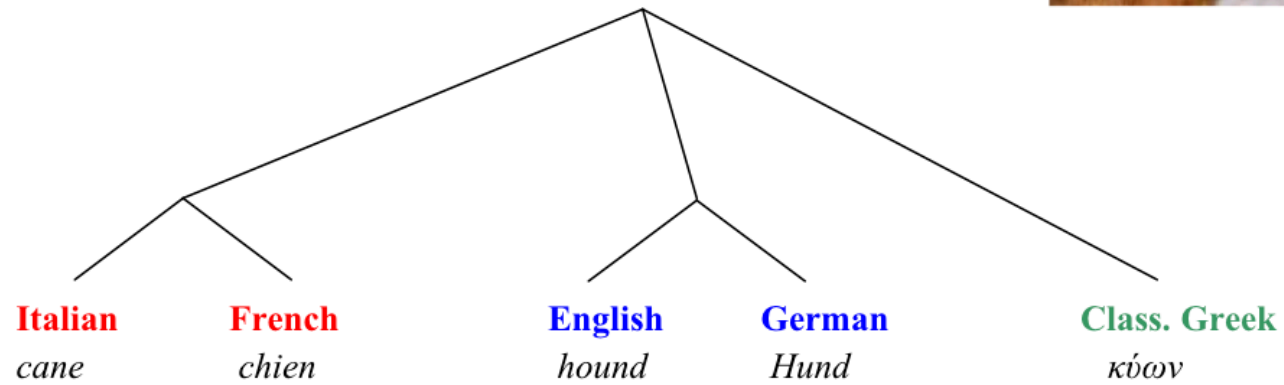 Italian French English German Class. Greek
cane chien hound Hund κύων